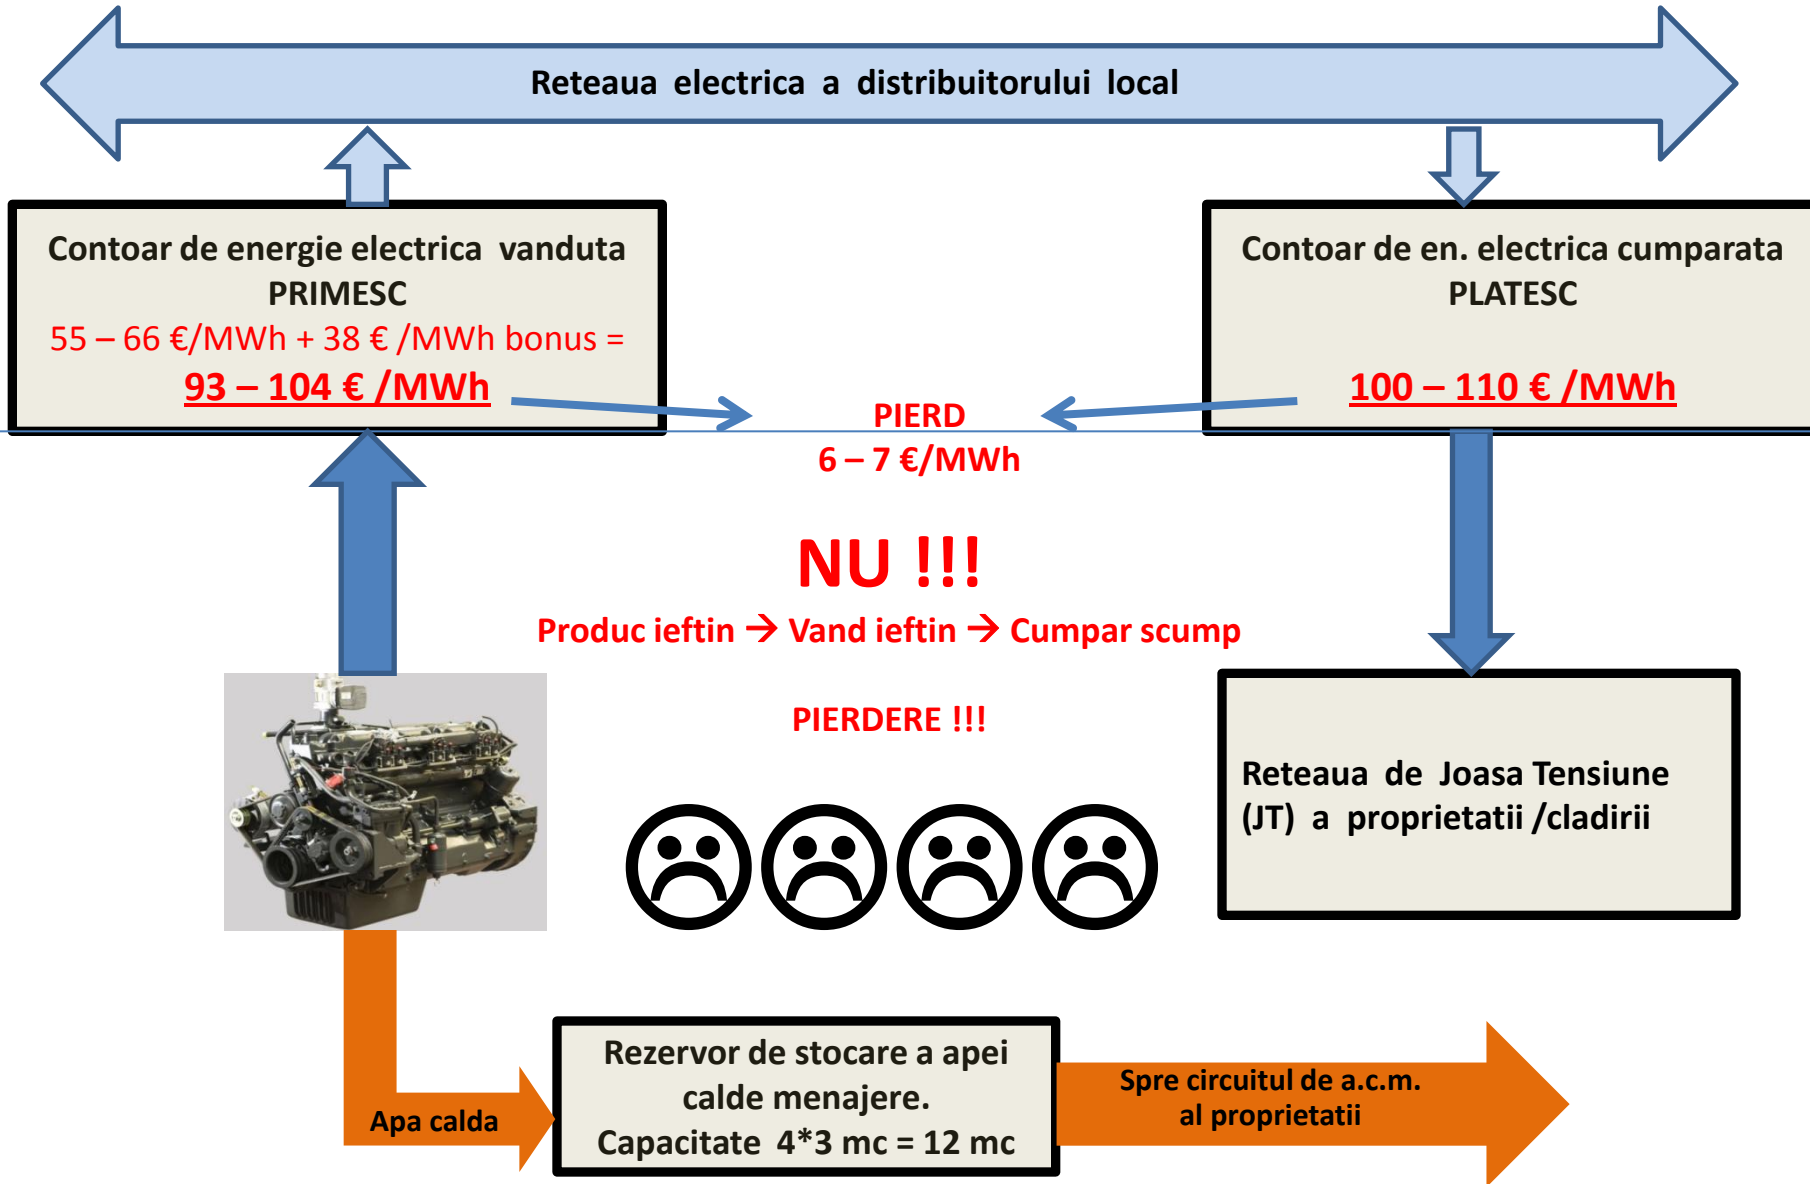 Reteaua electrica a distribuitorului local
Contoar de energie electrica vanduta
PRIMESC
55 – 66 €/MWh + 38 € /MWh bonus =
93 – 104 € /MWh
Contoar de en. electrica cumparata
PLATESC
100 – 110 € /MWh
PIERD
6 – 7 €/MWh
NU !!!
Produc ieftin → Vand ieftin → Cumpar scump
PIERDERE !!!
Reteaua de Joasa Tensiune
(JT) a proprietatii /cladirii
Apa calda
Rezervor de stocare a apei
calde menajere.
Capacitate 4*3 mc = 12 mc
Spre circuitul de a.c.m.
al proprietatii